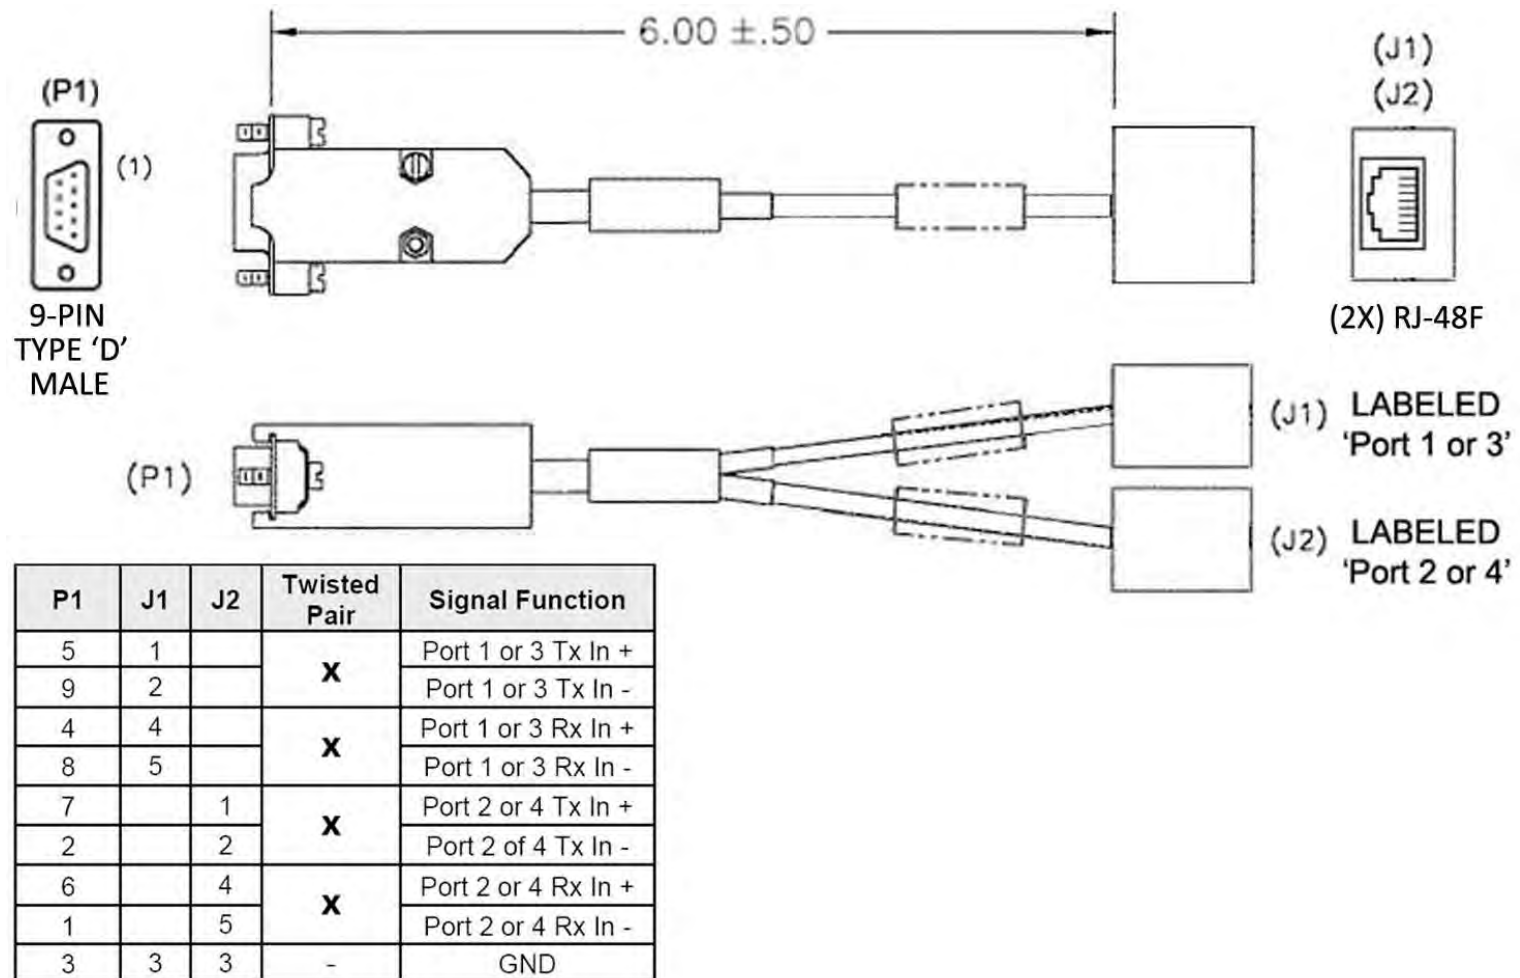 6.00 ±.50
(P1)
(1)
9-PIN
TYPE ‘D’
MALE
(J1)
(J2)
(2X) RJ-48F
(P1)
(J1) LABELED
‘Port 1 or 3’
(J2) LABELED
‘Port 2 or 4’
P1 J1 J2 Twisted Pair Signal Function
5 1 X Port 1 or 3 Tx In +
9 2 Port 1 or 3 Tx In -
4 4 X Port 1 or 3 Rx In +
8 5 Port 1 or 3 Rx In -
7 1 X Port 2 or 4 Tx In +
2 2 Port 2 of 4 Tx In -
6 4 X Port 2 or 4 Rx In +
1 5 Port 2 or 4 Rx In -
3 3 3 - GND